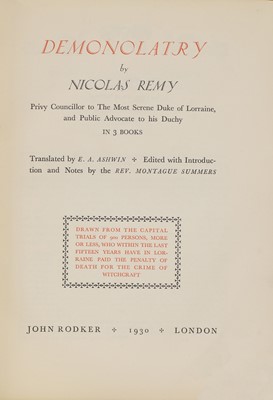 DEMONOLATRY
by
NICOLAS REMY
Privy Councillor to The Most Serene Duke of Lorraine,
and Public Advocate to his Duchy
IN 3 BOOKS
Translated by E. A. ASHWIN ✣ Edited with Introduc-
tion and Notes by the REV. MONTAGUE SUMMERS
DRAWN FROM THE CAPITAL
TRIALS OF 900 PERSONS, MORE
OR LESS, WHO WITHIN THE LAST
FIFTEEN YEARS HAVE IN LOR-
RAINE PAID THE PENALTY OF
DEATH FOR THE CRIME OF
WITCHCRAFT
JOHN RODKER ✣ 1930 ✣ LONDON